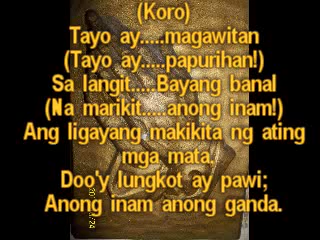 (Koro)
Tayo ay.....magawitan
(Tayo ay.....papurihan!)
Sa langit.....Bayang banal
(Na marikit.....anong inam!)
Ang ligayang makikita ng ating
mga mata.
Doo'y lungkot ay pawi;
Anong inam anong ganda.